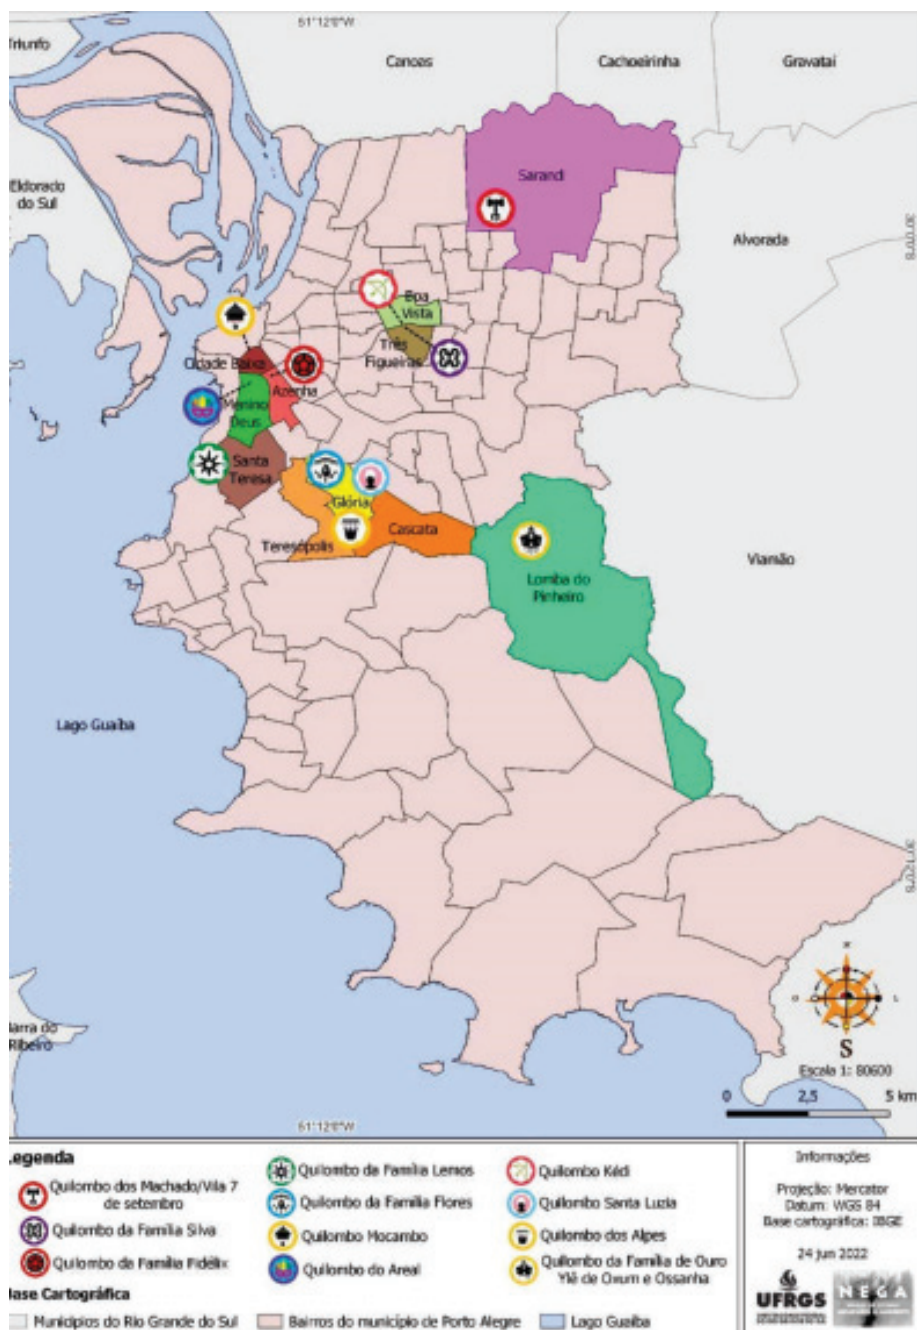 51°12'0"W
Triunfo
Canoas
Cachoeirinha
Gravataí
Eldorado
do Sul
Sarandi
30°0'0"S
Alvorada
Boa
Vista
Três
Figueiras
Cidade Baixa
Azenha
Menino
Deus
Santa
Teresa
Glória
Cascata
Teresópolis
Lomba do
Pinheiro
Viamão
Lago Guaíba
30°12'0"S
Barra do
Ribeiro
N
O
L
S
Escala 1: 80600
0 2,5 5 km
51°12'0"W
Legenda
Quilombo dos Machado/Vila 7
de setembro
Quilombo da Família Silva
Quilombo da Família Fidélix
Quilombo da Família Lemos
Quilombo da Família Flores
Quilombo Mocambo
Quilombo do Areal
Quilombo Kédi
Quilombo Santa Luzia
Quilombo dos Alpes
Quilombo da Família de Ouro
Ylê de Oxum e Ossanha
Base Cartográfica
Municípios do Rio Grande do Sul
Bairros do município de Porto Alegre
Lago Guaíba
Informações
Projeção: Mercator
Datum: WGS 84
Base cartográfica: IBGE
24 jun 2022
UFRGS
NEGA